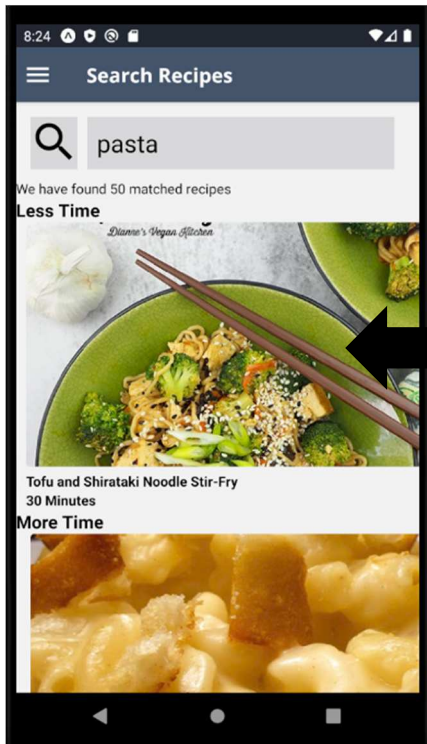 8:24
Search Recipes
pasta
We have found 50 matched recipes
Less Time
Dianne's Vegan Kitchen
Tofu and Shirataki Noodle Stir-Fry
30 Minutes
More Time